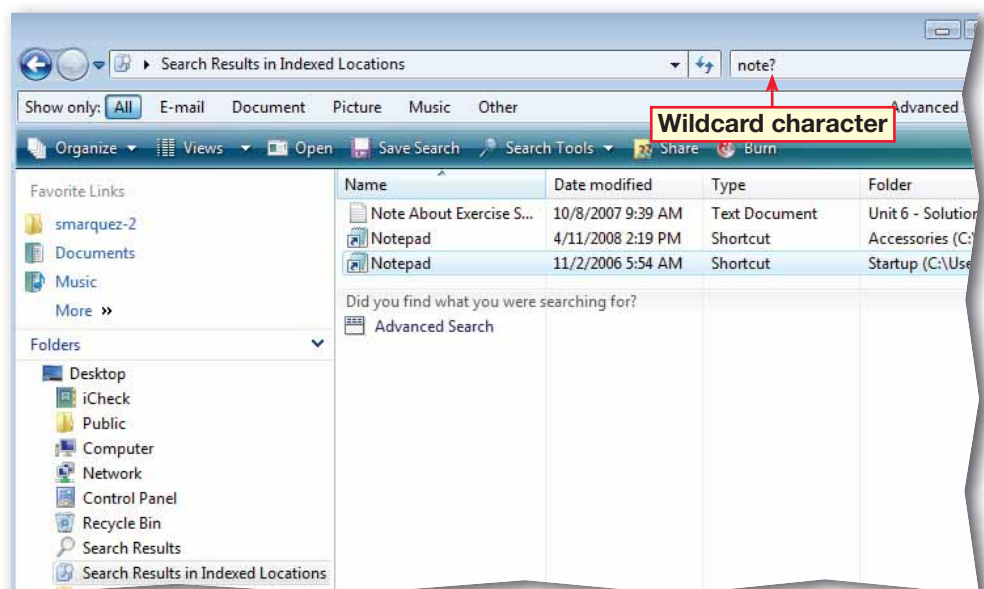 Search Results in Indexed Locations
note?
Show only: All E-mail Document Picture Music Other Advanced
Wildcard character
Organize Views Open Save Search Search Tools Share Burn
Favorite Links
smarquez-2
Documents
Music
More »
Folders
Desktop
iCheck
Public
Computer
Network
Control Panel
Recycle Bin
Search Results
Search Results in Indexed Locations
Name Date modified Type Folder
Note About Exercise S... 10/8/2007 9:39 AM Text Document Unit 6 - Solution
Notepad 4/11/2008 2:19 PM Shortcut Accessories (C:\
Notepad 11/2/2006 5:54 AM Shortcut Startup (C:\Use
Did you find what you were searching for?
Advanced Search